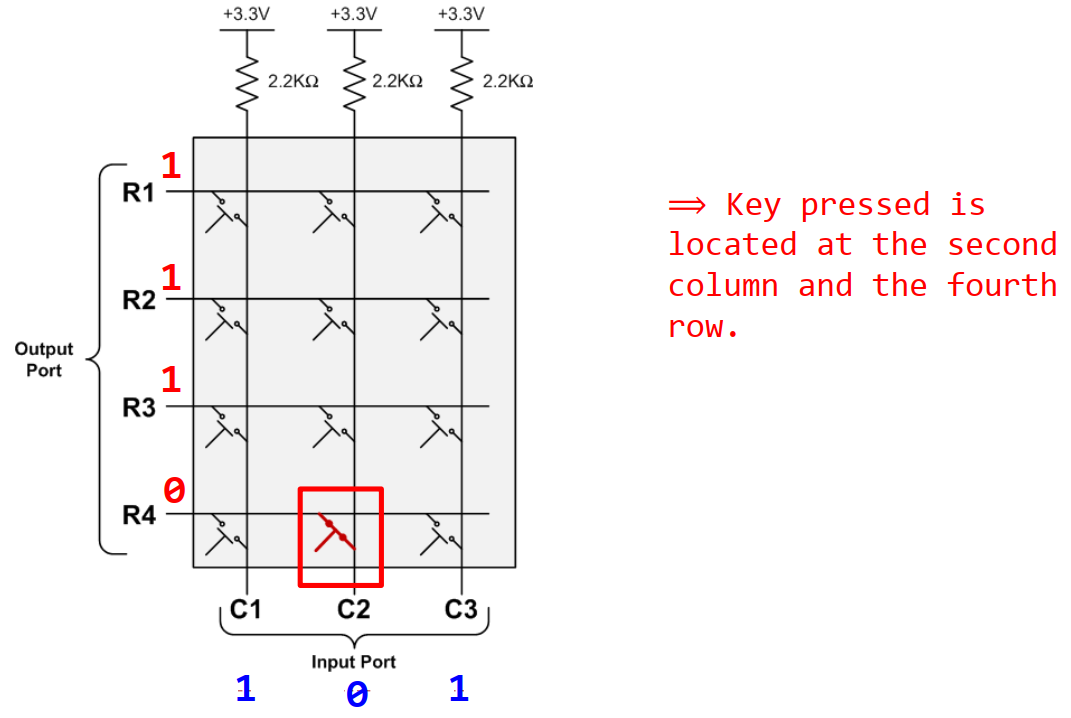 +3.3V +3.3V +3.3V
2.2KΩ 2.2KΩ 2.2KΩ
1
R1
1
R2
Output
Port
1
R3
0
R4
C1 C2 C3
Input Port
1 0 1
⟹ Key pressed is
located at the second
column and the fourth
row.